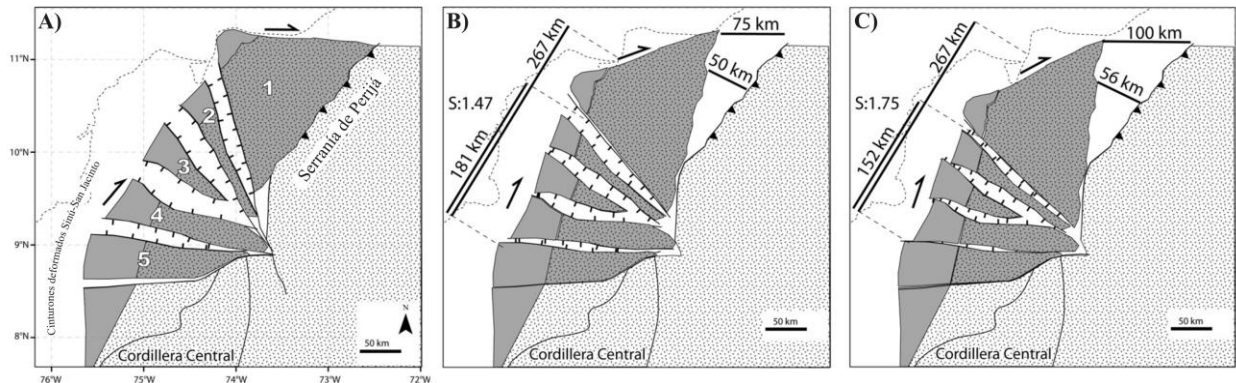 A)
11°N
10°N
9°N
8°N
76°W
75°W
74°W
73°W
72°W
1
2
3
4
5
Serranía de Perijá
Cinturones deformados Sinú-San Jacinto
Cordillera Central
N
50 km
B)
75 km
50 km
267 km
S:1.47
181 km
Cordillera Central
50 km
C)
100 km
56 km
267 km
S:1.75
152 km
Cordillera Central
50 km